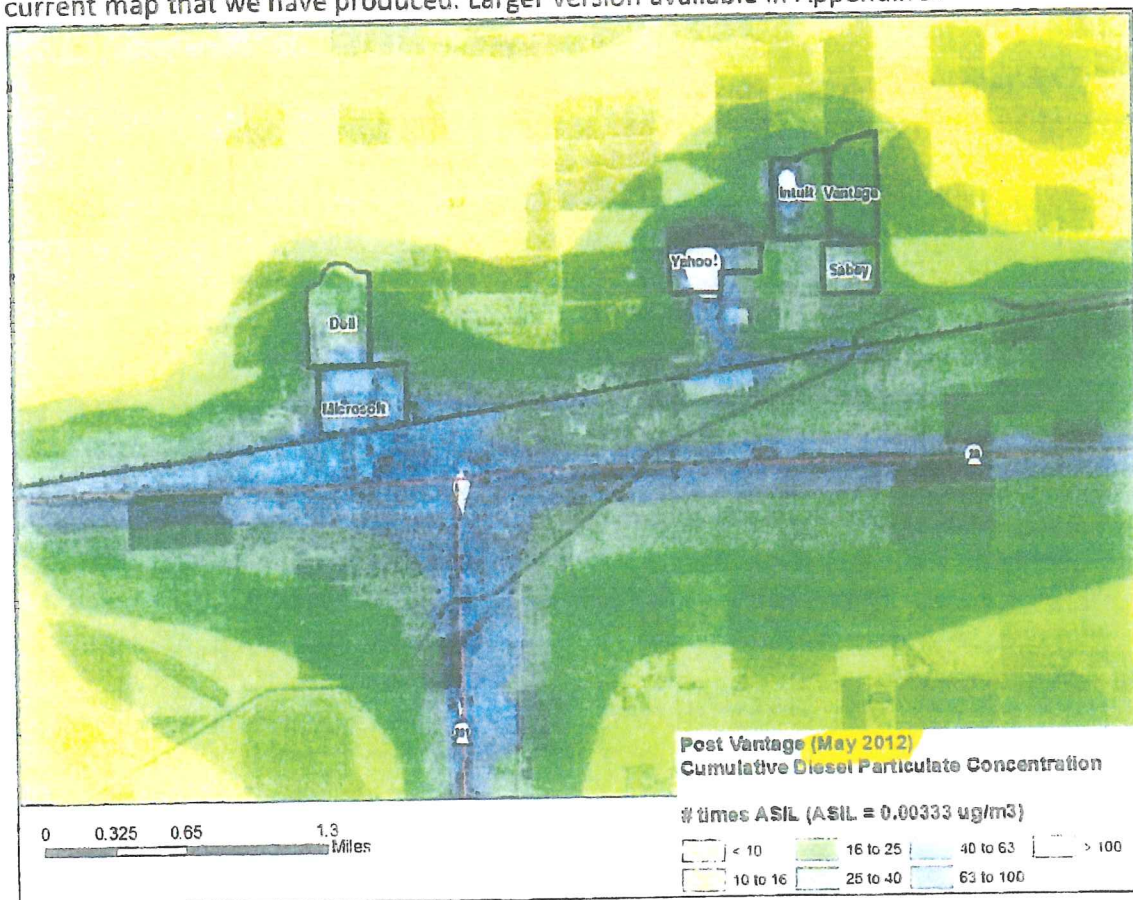 current map that we have produced. Larger version available in
Intuit Vantage
Yahoo!
Sabey
Dell
Microsoft
28
281
Post Vantage (May 2012)
Cumulative Diesel Particulate Concentration
# times ASIL (ASIL = 0.00333 ug/m3)
< 10 16 to 25 40 to 63 > 100
10 to 16 25 to 40 63 to 100
0 0.325 0.65 1.3
Miles